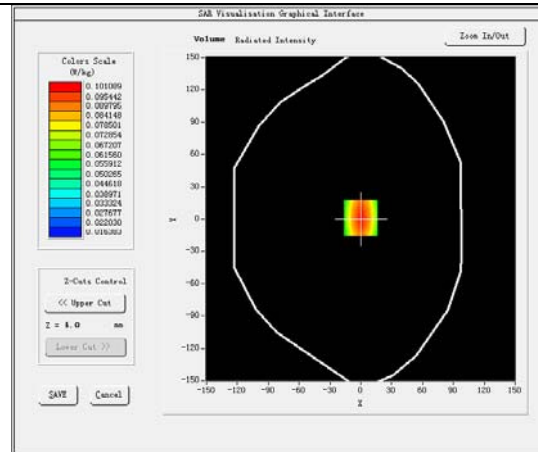 SAR Visualisation Graphical Interface
Volume Radiated Intensity
Zoom In/Out
Colors Scale
(W/kg)
0.101089
0.095442
0.089795
0.084148
0.078501
0.072854
0.067207
0.061560
0.055912
0.050265
0.044618
0.038971
0.033324
0.027677
0.022030
0.016383
150
120
90
60
30
0
-30
-60
-90
-120
-150
Y
-150 -120 -90 -60 -30 0 30 60 90 120 150
X
Z-Cuts Control
<< Upper Cut
Z = 4.0 mm
Lower Cut >>
SAVE Cancel